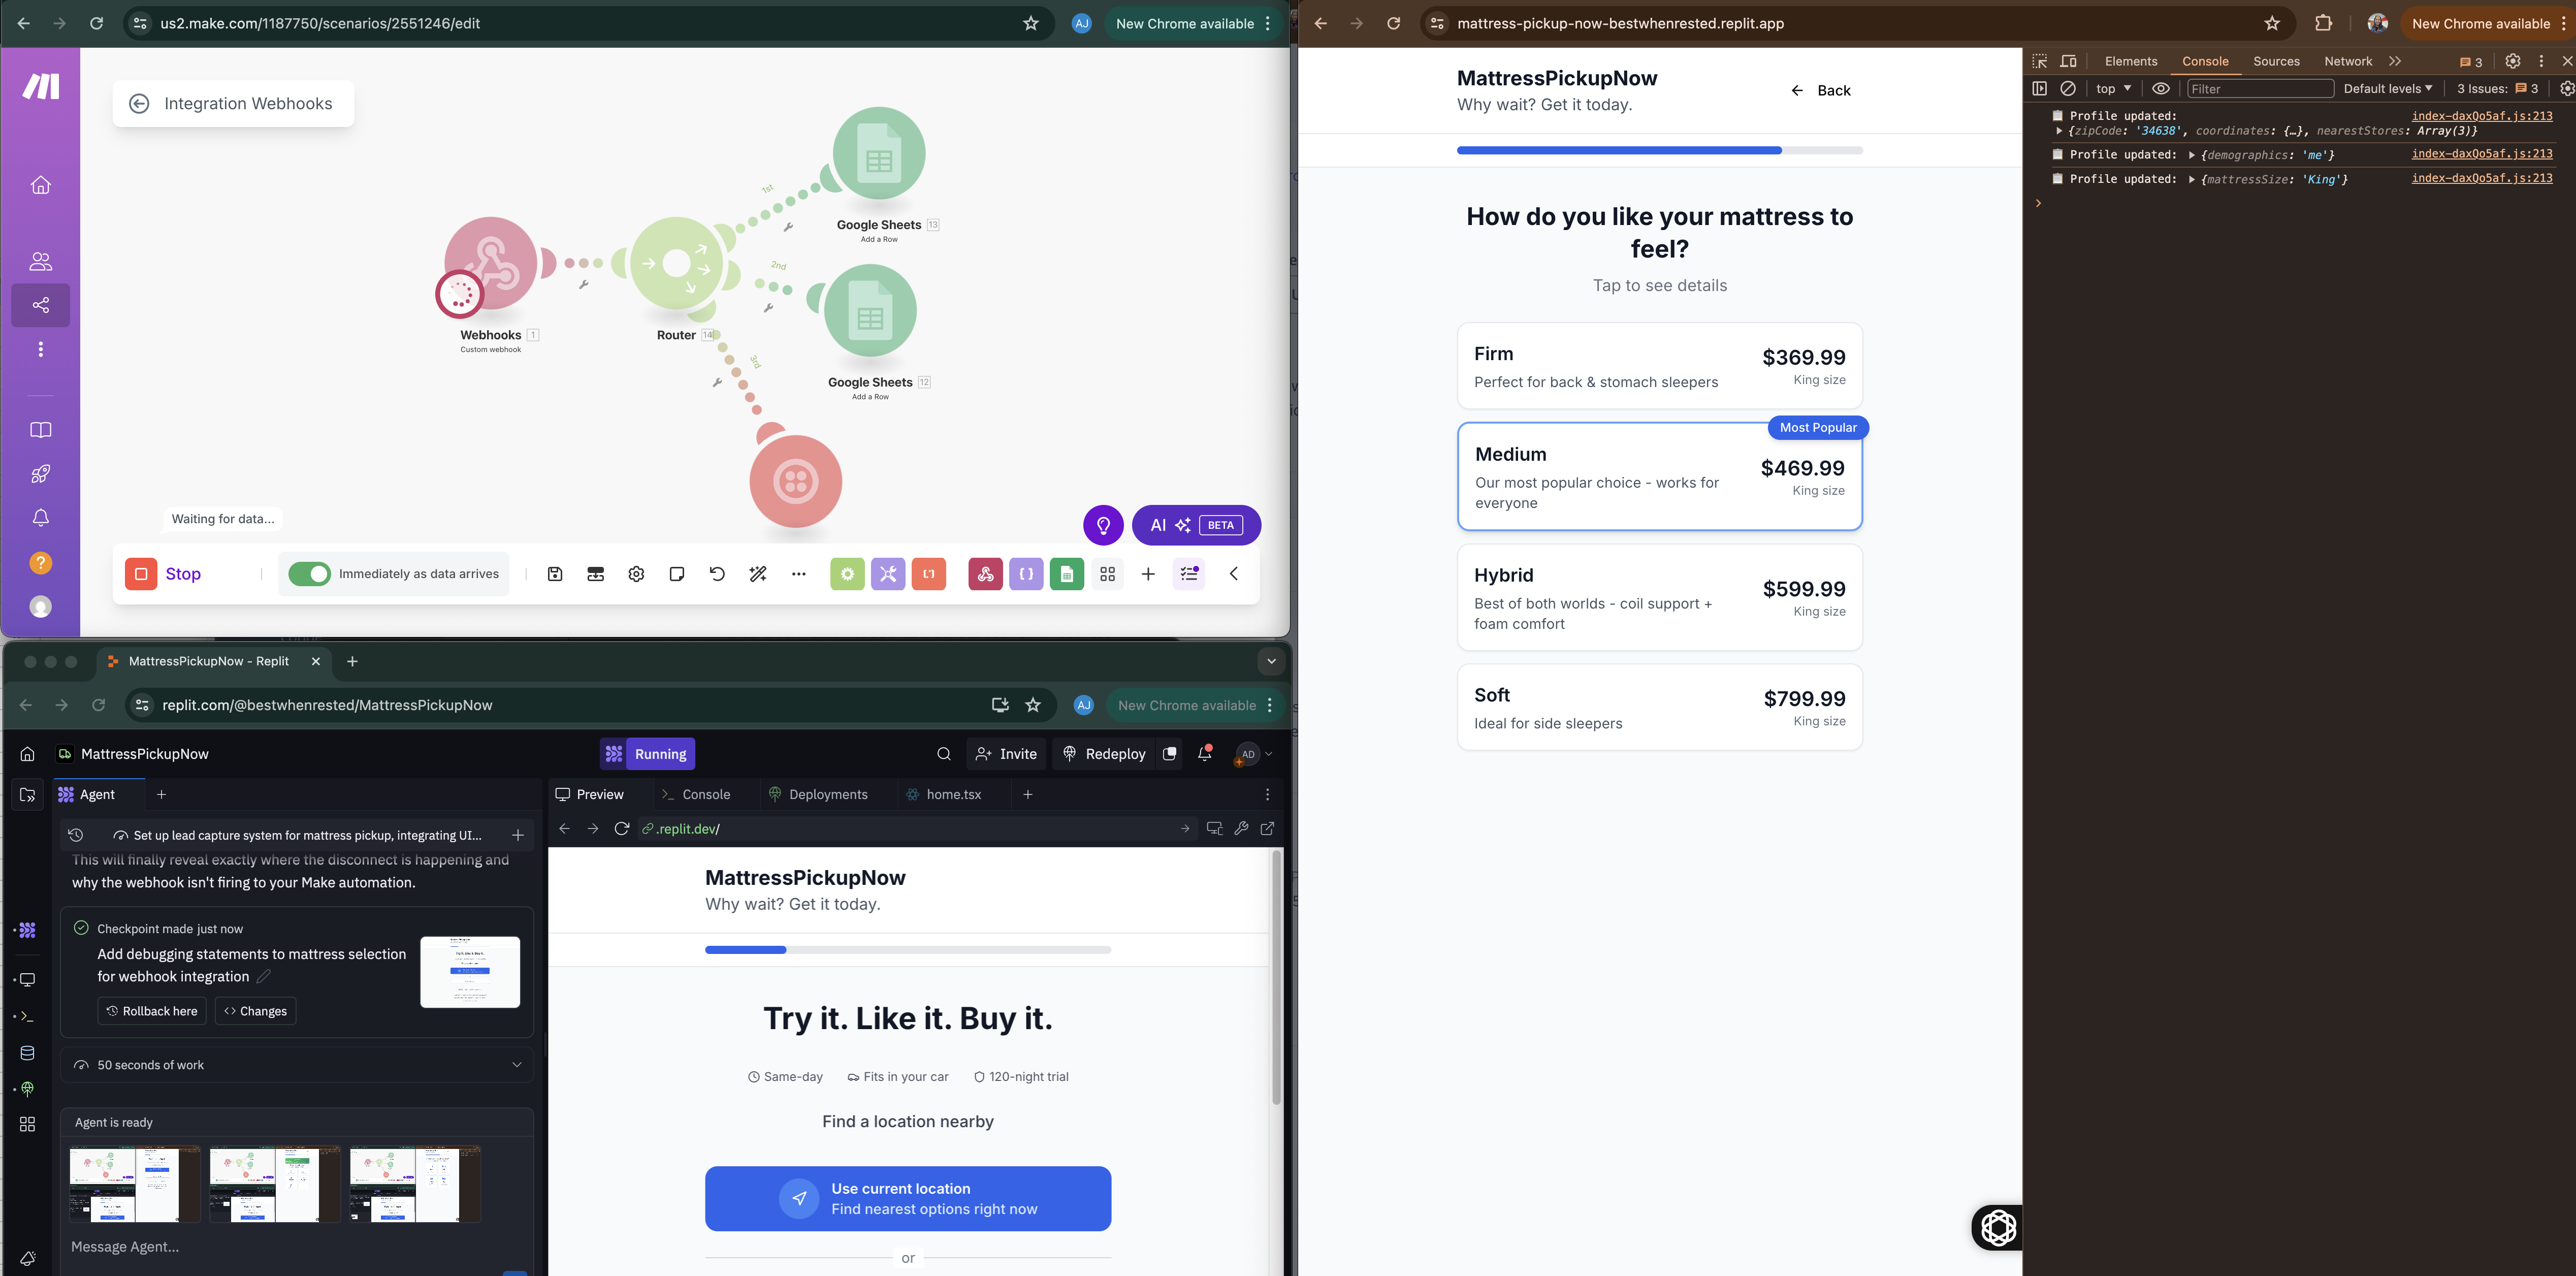 us2.make.com/1187750/scenarios/2551246/edit
AJ
New Chrome available
Integration Webhooks
1st
Google Sheets 13
Add a Row
2nd
Webhooks 1
Custom webhook
Router 14
3rd
Google Sheets 12
Add a Row
Waiting for data...
AI BETA
Stop
Immediately as data arrives
?
MattressPickupNow - Replit
replit.com/@bestwhenrested/MattressPickupNow
AJ
New Chrome available
MattressPickupNow
Running
Invite
Redeploy
AD
Agent
Preview
Console
Deployments
home.tsx
Set up lead capture system for mattress pickup, integrating UI...
This will finally reveal exactly where the disconnect is happening and
why the webhook isn't firing to your Make automation.
Checkpoint made just now
Add debugging statements to mattress selection
for webhook integration
Rollback here
Changes
50 seconds of work
Agent is ready
Message Agent...
.replit.dev/
MattressPickupNow
Why wait? Get it today.
Try it. Like it. Buy it.
Same-day
Fits in your car
120-night trial
Find a location nearby
Use current location
Find nearest options right now
or
mattress-pickup-now-bestwhenrested.replit.app
New Chrome available
MattressPickupNow
Why wait? Get it today.
Back
How do you like your mattress to
feel?
Tap to see details
Firm
Perfect for back & stomach sleepers
$369.99
King size
Most Popular
Medium
Our most popular choice - works for
everyone
$469.99
King size
Hybrid
Best of both worlds - coil support +
foam comfort
$599.99
King size
Soft
Ideal for side sleepers
$799.99
King size
Elements
Console
Sources
Network
3
top
Filter
Default levels
3 Issues: 3
Profile updated: index-daxQo5af.js:213
{zipCode: '34638', coordinates: {…}, nearestStores: Array(3)}
Profile updated: {demographics: 'me'} index-daxQo5af.js:213
Profile updated: {mattressSize: 'King'} index-daxQo5af.js:213